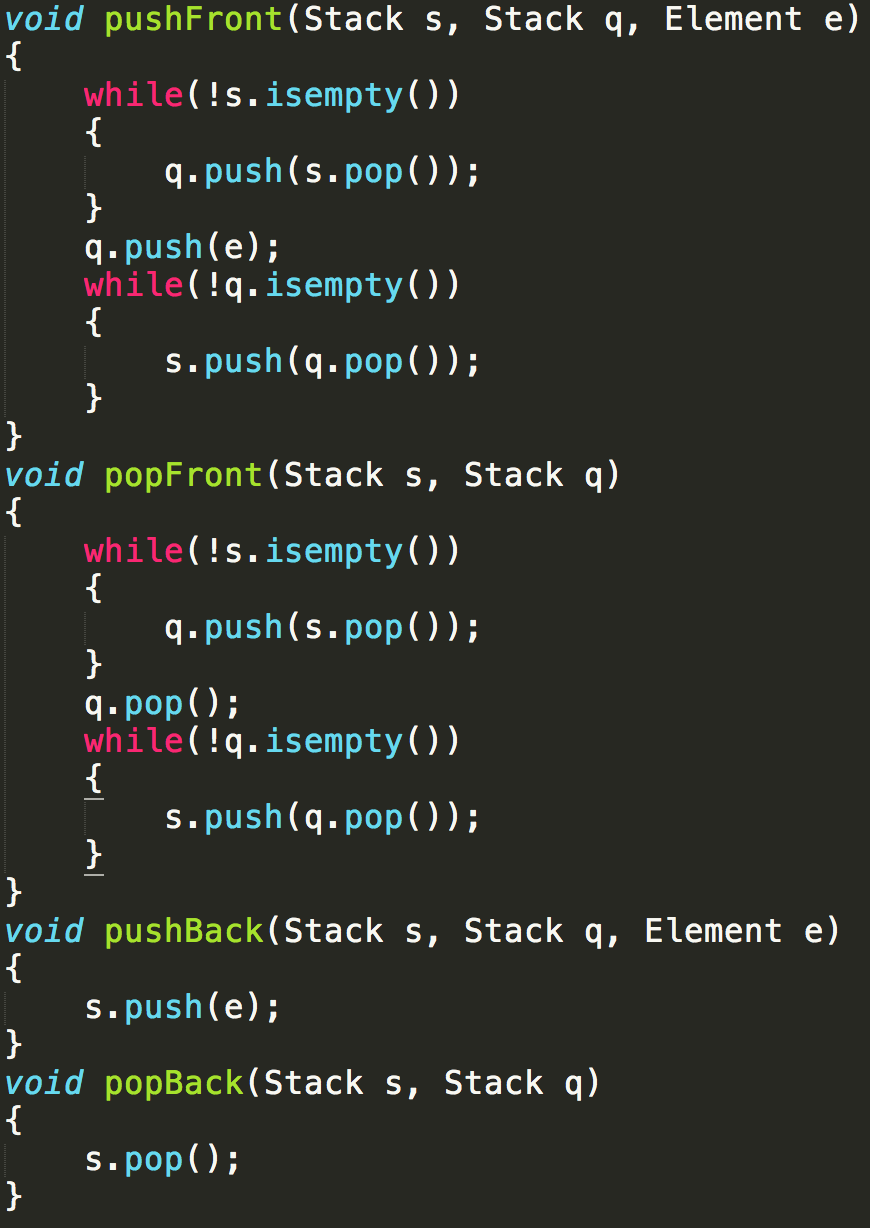 void pushFront(Stack s, Stack q, Element e)
{
    while(!s.isempty())
    {
        q.push(s.pop());
    }
    q.push(e);
    while(!q.isempty())
    {
        s.push(q.pop());
    }
}
void popFront(Stack s, Stack q)
{
    while(!s.isempty())
    {
        q.push(s.pop());
    }
    q.pop();
    while(!q.isempty())
    {
        s.push(q.pop());
    }
}
void pushBack(Stack s, Stack q, Element e)
{
    s.push(e);
}
void popBack(Stack s, Stack q)
{
    s.pop();
}